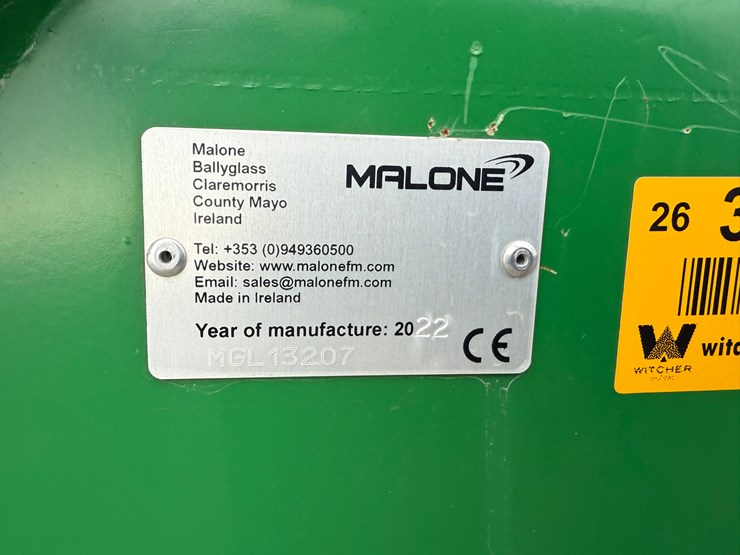 Malone
Ballyglass
Claremorris
County Mayo
Ireland
MALONE
Tel: +353 (0)949360500
Website: www.malonefm.com
Email: sales@malonefm.com
Made in Ireland
Year of manufacture: 2022
MGL13207
CE
26 3
W
WITCHER